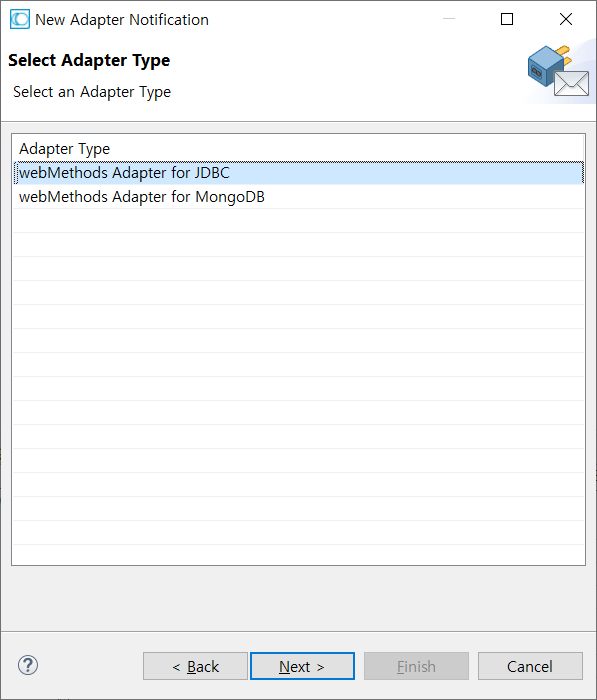 New Adapter Notification
Select Adapter Type
Select an Adapter Type
Adapter Type
webMethods Adapter for JDBC
webMethods Adapter for MongoDB
?
< Back
Next >
Finish
Cancel